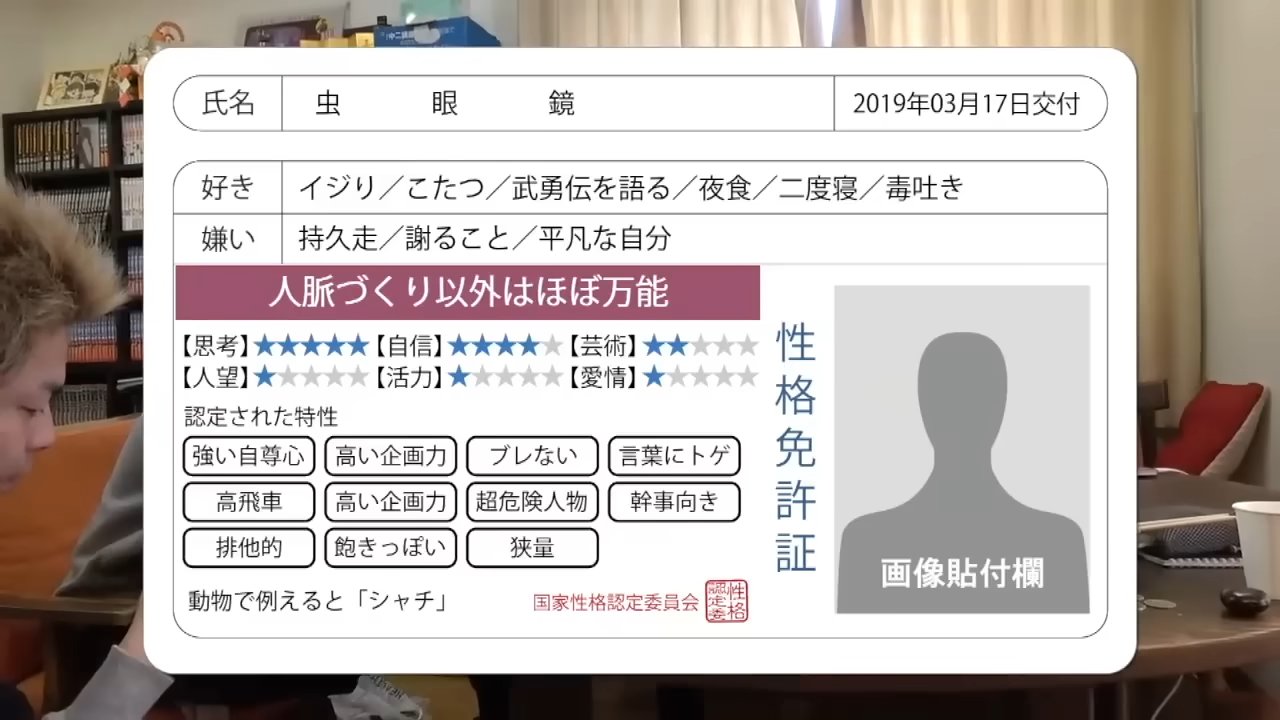 氏名 虫 眼 鏡 2019年03月17日交付
好き イジり／こたつ／武勇伝を語る／夜食／二度寝／毒吐き
嫌い 持久走／謝ること／平凡な自分
人脈づくり以外はほぼ万能
【思考】★★★★★【自信】★★★★★【芸術】★★★★★
【人望】★★★★★【活力】★★★★★【愛情】★★★★★
認定された特性
強い自尊心 高い企画力 ブレない 言葉にトゲ
高飛車 高い企画力 超危険人物 幹事向き
排他的 飽きっぽい 狭量
動物で例えると「シャチ」
国家性格認定委員会
性格認定委
性格免許証
画像貼付欄